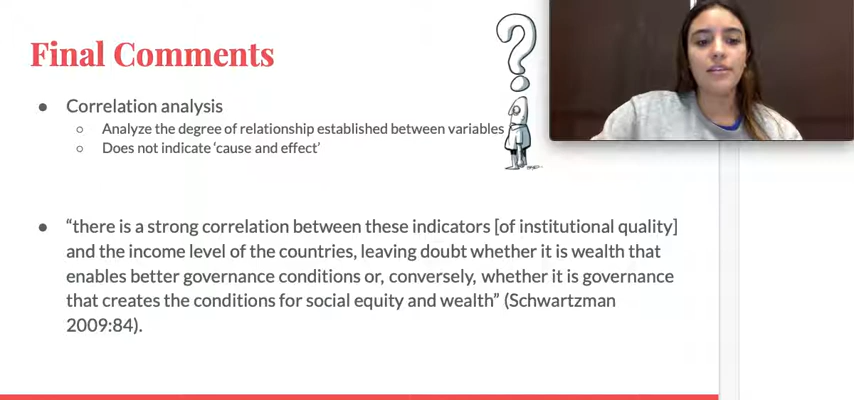 Final Comments
● Correlation analysis
○ Analyze the degree of relationship established between variables
○ Does not indicate ‘cause and effect’
● “there is a strong correlation between these indicators [of institutional quality]
and the income level of the countries, leaving doubt whether it is wealth that
enables better governance conditions or, conversely, whether it is governance
that creates the conditions for social equity and wealth” (Schwartzman
2009:84).